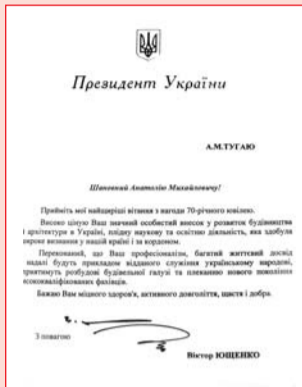 Президент України
А.М.ТУГАЮ
Шановний Анатолію Михайловичу!
Прийміть мої найщиріші вітання з нагоди 70-річного ювілею.
Високо ціную Ваш значний особистий внесок у розвиток будівництва
і архітектури в Україні, плідну наукову та освітню діяльність, яка здобула
широке визнання у нашій країні і за кордоном.
Переконаний, що Ваш професіоналізм, багатий життєвий досвід
надалі будуть прикладом відданого служіння українському народові,
сприятимуть розбудові будівельної галузі та плеканню нового покоління
висококваліфікованих фахівців.
Бажаю Вам міцного здоров'я, активного довголіття, щастя і добра.
З повагою
Віктор ЮЩЕНКО